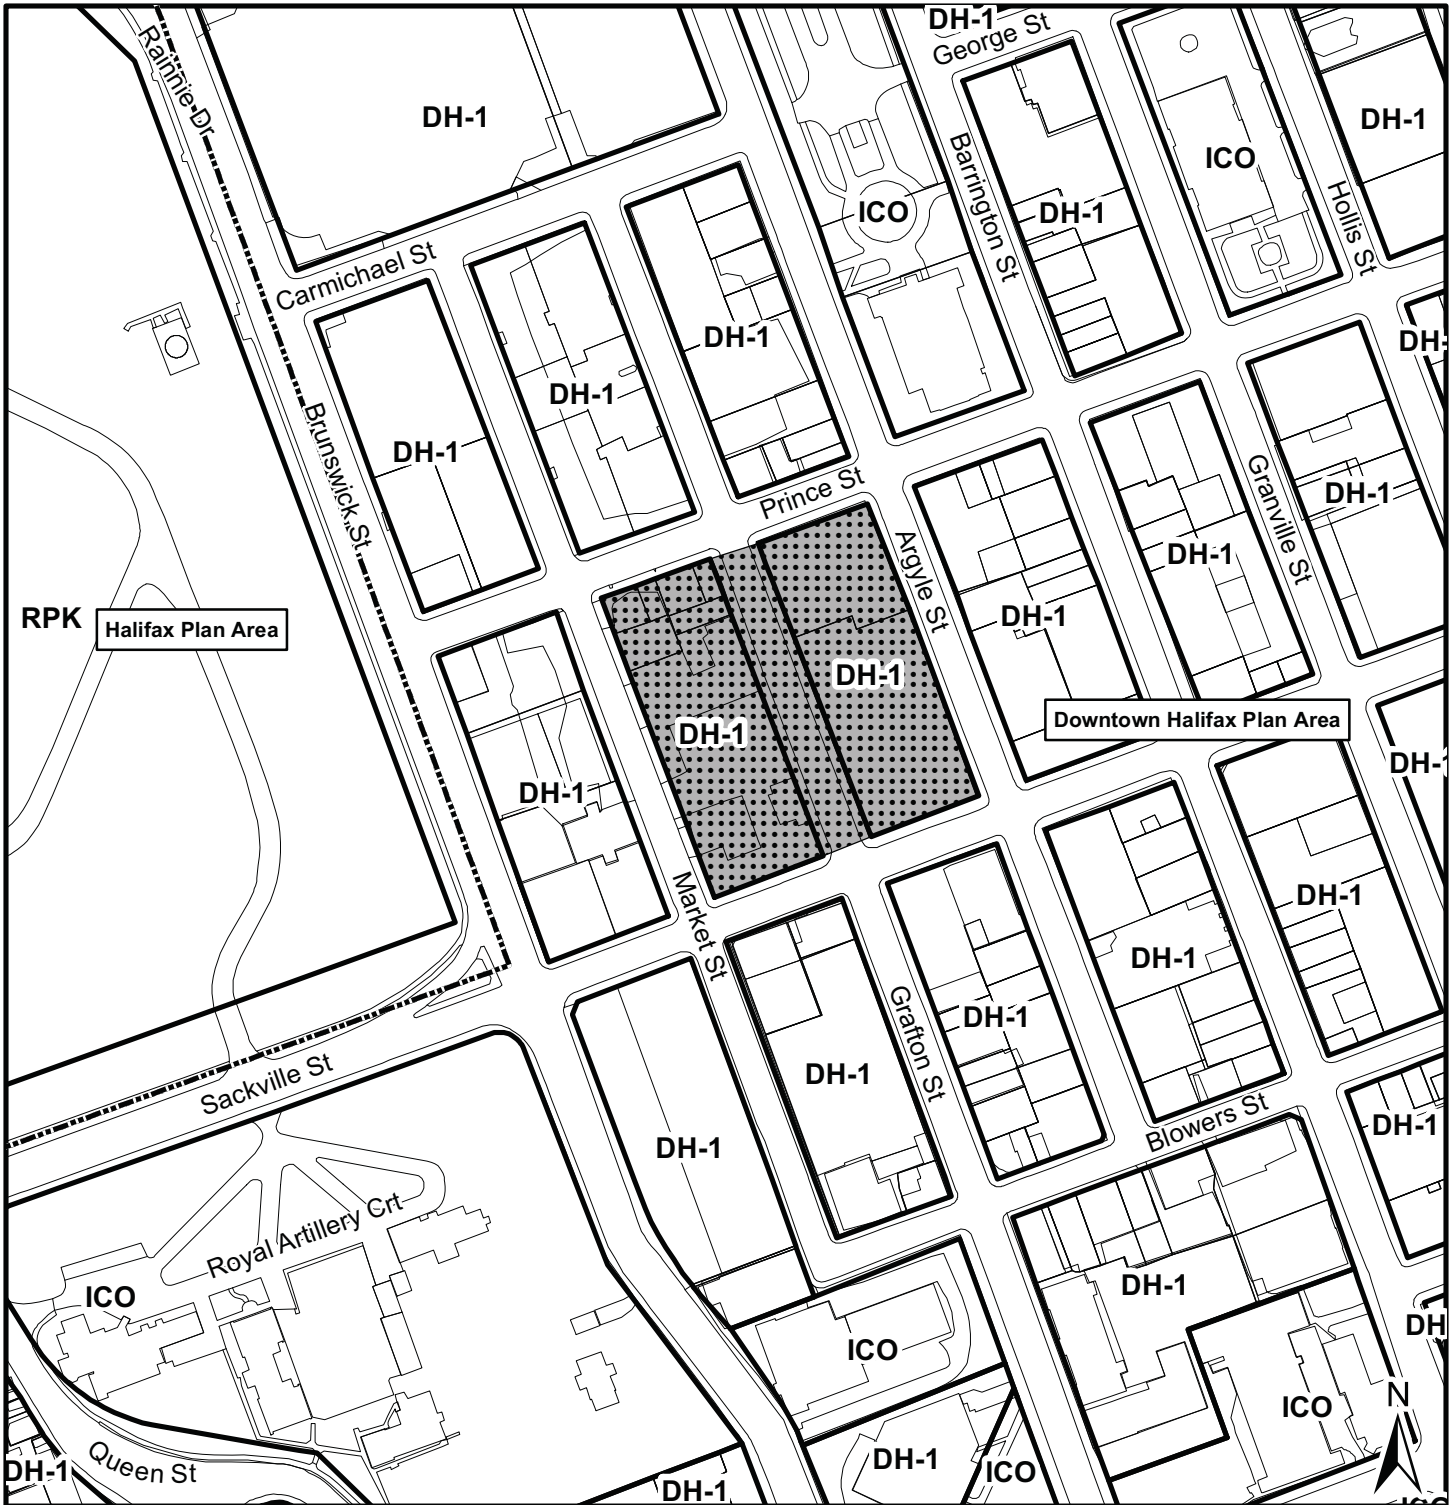 DH-1
George St
Rainnie Dr
DH-1
DH-1
ICO
Barrington St
ICO
DH-1
Hollis St
Carmichael St
DH-1
DH-
DH-1
Brunswick St
DH-1
Granville St
DH-1
Prince St
Argyle St
DH-1
RPK
Halifax Plan Area
DH-1
DH-1
DH-1
Downtown Halifax Plan Area
DH-1
DH-1
DH-1
Market St
DH-1
DH-1
Grafton St
DH-1
Sackville St
DH-1
Blowers St
DH-1
DH-1
Royal Artillery Crt
DH-1
ICO
DH
ICO
N
ICO
Queen St
DH-1
DH-1
ICO
DH-1